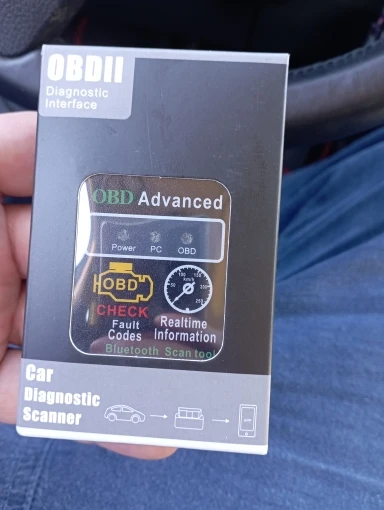 OBDII
Diagnostic
Interface
OBD Advanced
Power PC OBD
OBD
CHECK
Fault
Codes
Realtime
Information
Bluetooth Scan tool
Car
Diagnostic
Scanner